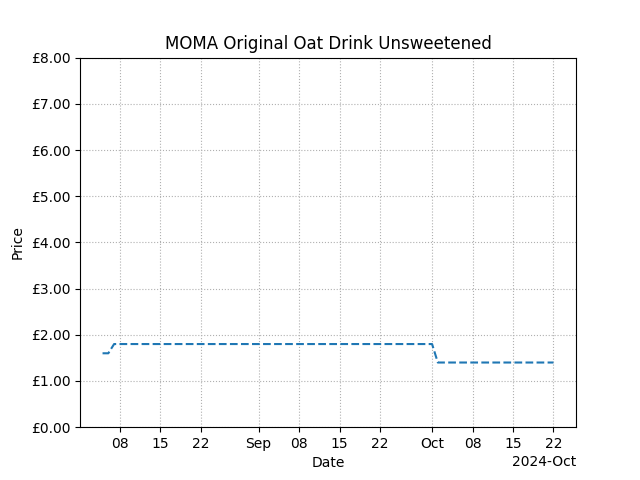 MOMA Original Oat Drink Unsweetened
£8.00
£7.00
£6.00
£5.00
£4.00
£3.00
£2.00
£1.00
£0.00
Price
08 15 22 Sep 08 15 22 Oct 08 15 22
Date
2024-Oct